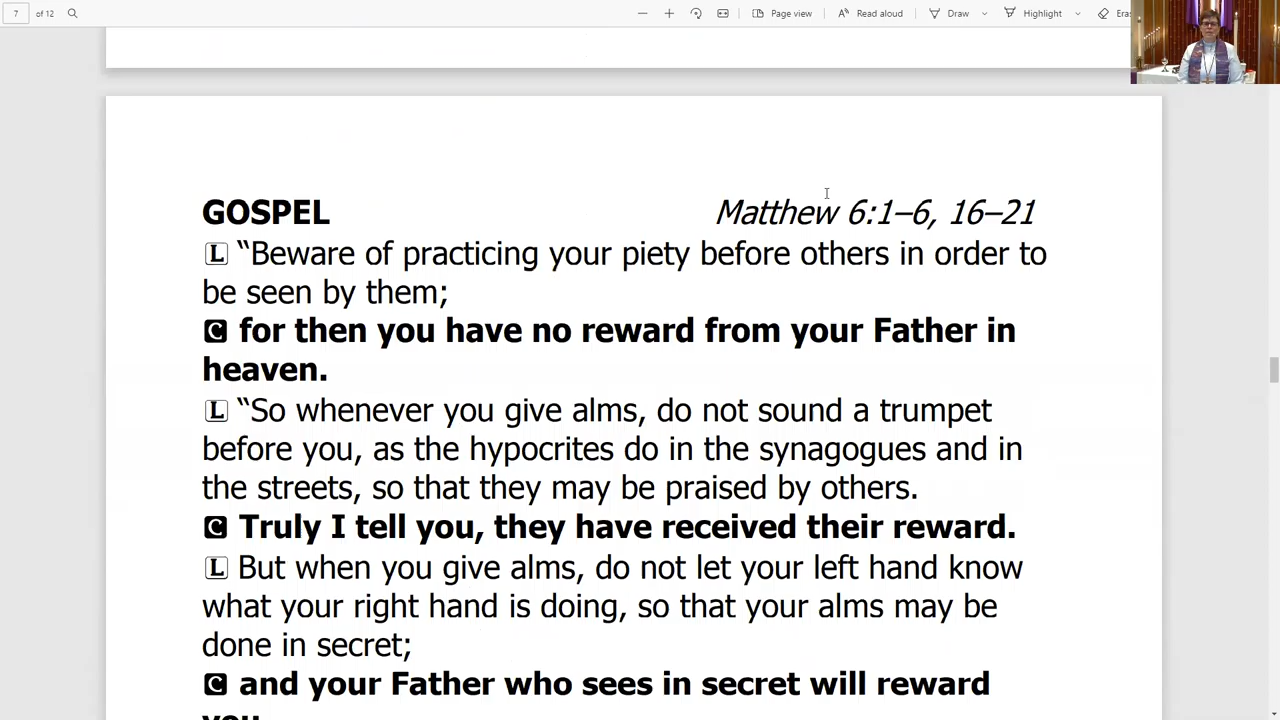 7 of 12 Page view Read aloud Draw Highlight
GOSPEL Matthew 6:1–6, 16–21
L “Beware of practicing your piety before others in order to
be seen by them;
C for then you have no reward from your Father in
heaven.
L “So whenever you give alms, do not sound a trumpet
before you, as the hypocrites do in the synagogues and in
the streets, so that they may be praised by others.
C Truly I tell you, they have received their reward.
L But when you give alms, do not let your left hand know
what your right hand is doing, so that your alms may be
done in secret;
C and your Father who sees in secret will reward
you